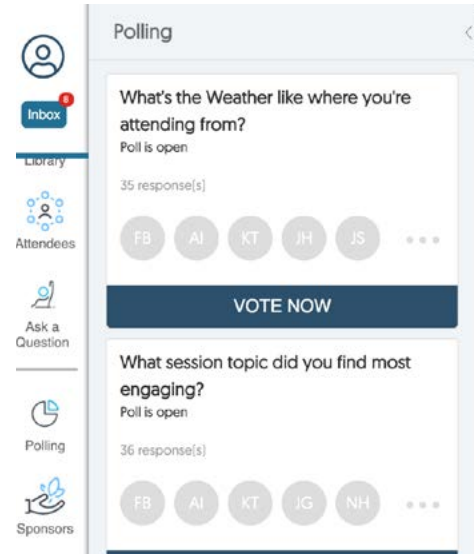 Inbox
8
Library
Attendees
Ask a
Question
Polling
Sponsors
Polling
What's the Weather like where you're
attending from?
Poll is open
35 response[s]
FB AI KT JH JS
VOTE NOW
What session topic did you find most
engaging?
Poll is open
36 response[s]
FB AI KT JG NH